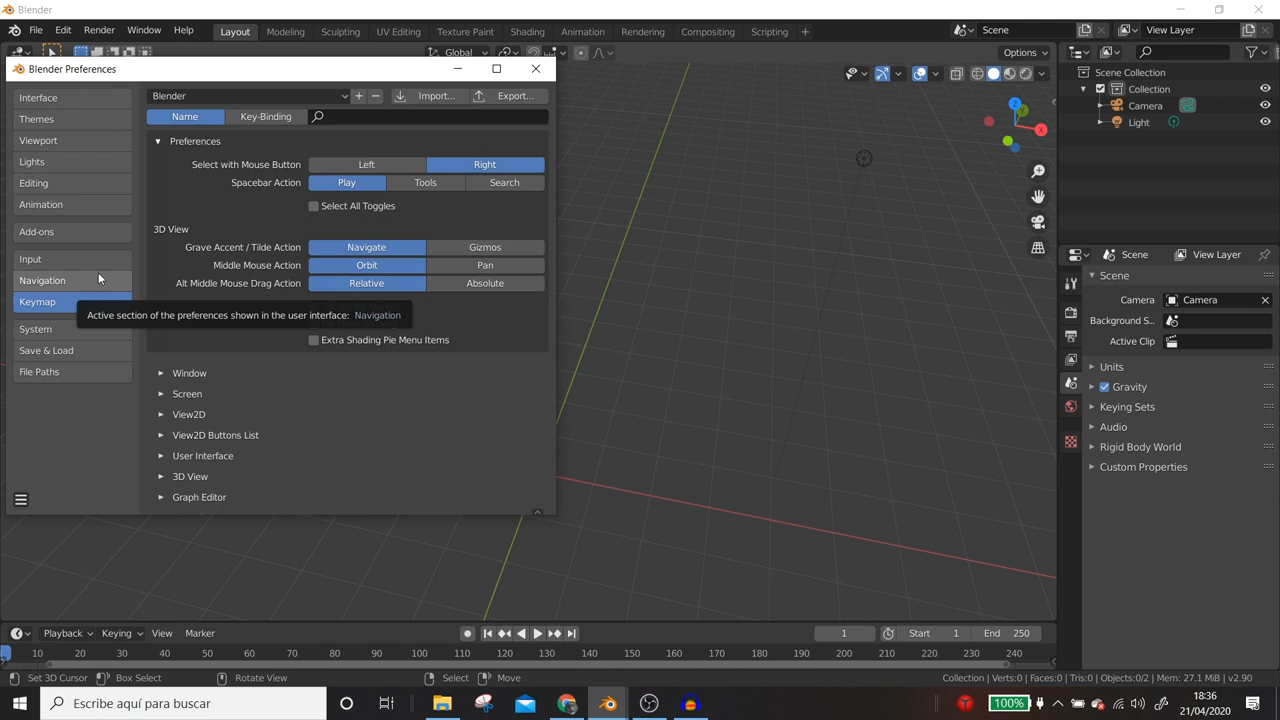 Blender
File Edit Render Window Help Layout Modeling Sculpting UV Editing Texture Paint Shading Animation Rendering Compositing Scripting + Scene View Layer
Global Options
Blender Preferences
Interface
Themes
Viewport
Lights
Editing
Animation
Add-ons
Input
Navigation
Keymap
System
Save & Load
File Paths
Blender Import... Export...
Name Key-Binding
Preferences
Select with Mouse Button Left Right
Spacebar Action Play Tools Search
Select All Toggles
3D View
Grave Accent / Tilde Action Navigate Gizmos
Middle Mouse Action Orbit Pan
Alt Middle Mouse Drag Action Relative Absolute
Active section of the preferences shown in the user interface: Navigation
Extra Shading Pie Menu Items
Window
Screen
View2D
View2D Buttons List
User Interface
3D View
Graph Editor
Z
Y
X
Scene Collection
Collection
Camera
Light
Scene View Layer
Scene
Camera Camera
Background S...
Active Clip
Units
Gravity
Keying Sets
Audio
Rigid Body World
Custom Properties
Playback Keying View Marker 1 Start 1 End 250
10 20 30 40 50 60 70 80 90 100 110 120 130 140 150 160 170 180 190 200 210 220 230 240
Set 3D Cursor Box Select Rotate View Select Move Collection | Verts:0 | Faces:0 | Tris:0 | Objects:0/2 | Mem: 27.1 MiB | v2.90
Escribe aquí para buscar 100% 18:36
21/04/2020